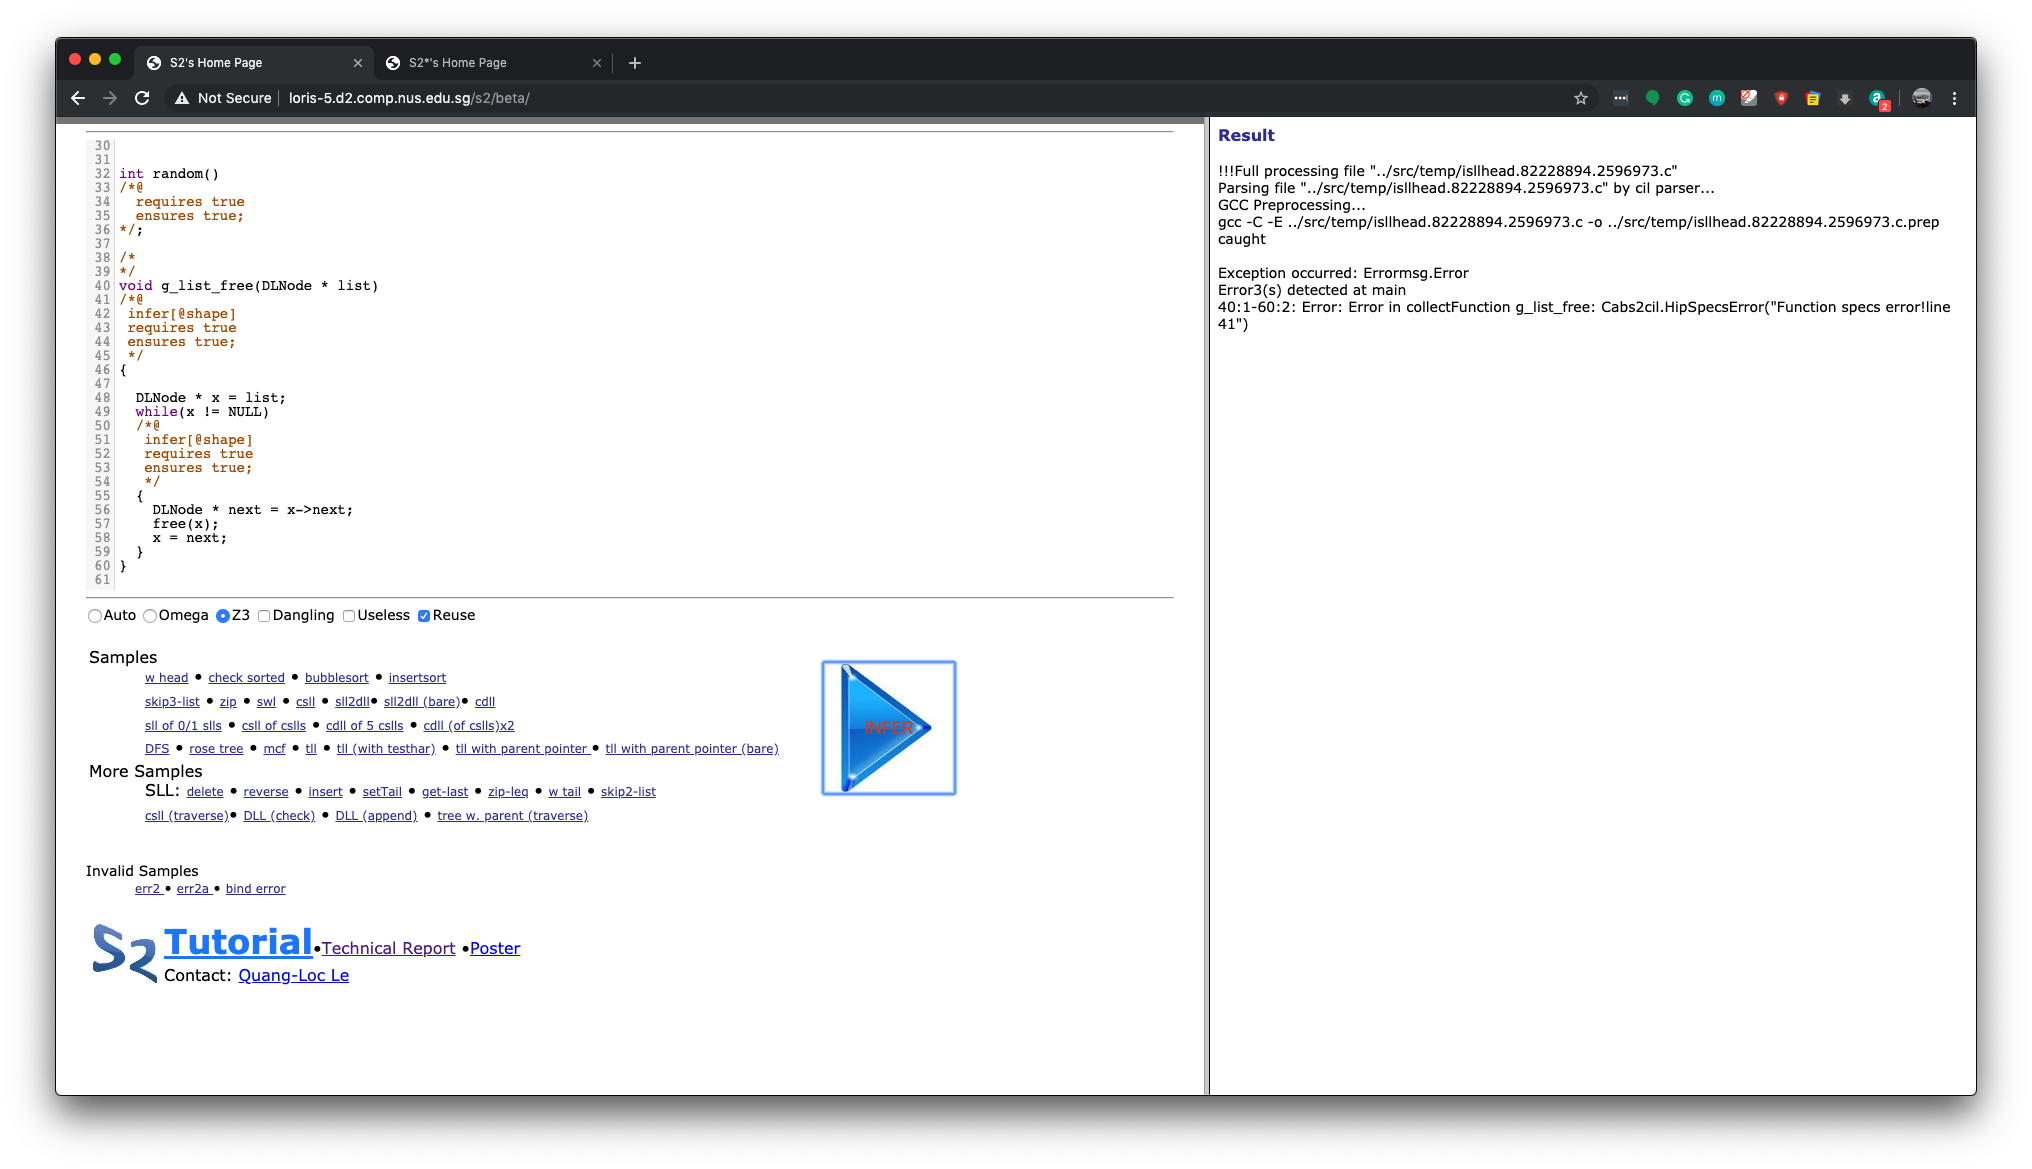 S2's Home Page
S2*'s Home Page
Not Secure
loris-5.d2.comp.nus.edu.sg/s2/beta/
30
31
32 int random()
33 /*@
34   requires true
35   ensures true;
36 */;
37
38 /*
39 */
40 void g_list_free(DLNode * list)
41 /*@
42  infer[@shape]
43  requires true
44  ensures true;
45  */
46 {
47
48   DLNode * x = list;
49   while(x != NULL)
50   /*@
51    infer[@shape]
52    requires true
53    ensures true;
54    */
55   {
56     DLNode * next = x->next;
57     free(x);
58     x = next;
59   }
60 }
61
Auto Omega Z3 Dangling Useless Reuse
Samples
w head • check sorted • bubblesort • insertsort
skip3-list • zip • swl • csll • sll2dll• sll2dll (bare)• cdll
sll of 0/1 slls • csll of cslls • cdll of 5 cslls • cdll (of cslls)x2
DFS • rose tree • mcf • tll • tll (with testhar) • tll with parent pointer • tll with parent pointer (bare)
INFER
More Samples
SLL: delete • reverse • insert • setTail • get-last • zip-leq • w tail • skip2-list
csll (traverse)• DLL (check) • DLL (append) • tree w. parent (traverse)
Invalid Samples
err2 • err2a • bind error
S2
Tutorial•Technical Report •Poster
Contact: Quang-Loc Le
Result
!!!Full processing file "../src/temp/isllhead.82228894.2596973.c"
Parsing file "../src/temp/isllhead.82228894.2596973.c" by cil parser...
GCC Preprocessing...
gcc -C -E ../src/temp/isllhead.82228894.2596973.c -o ../src/temp/isllhead.82228894.2596973.c.prep
caught
Exception occurred: Errormsg.Error
Error3(s) detected at main
40:1-60:2: Error: Error in collectFunction g_list_free: Cabs2cil.HipSpecsError("Function specs error!line
41")